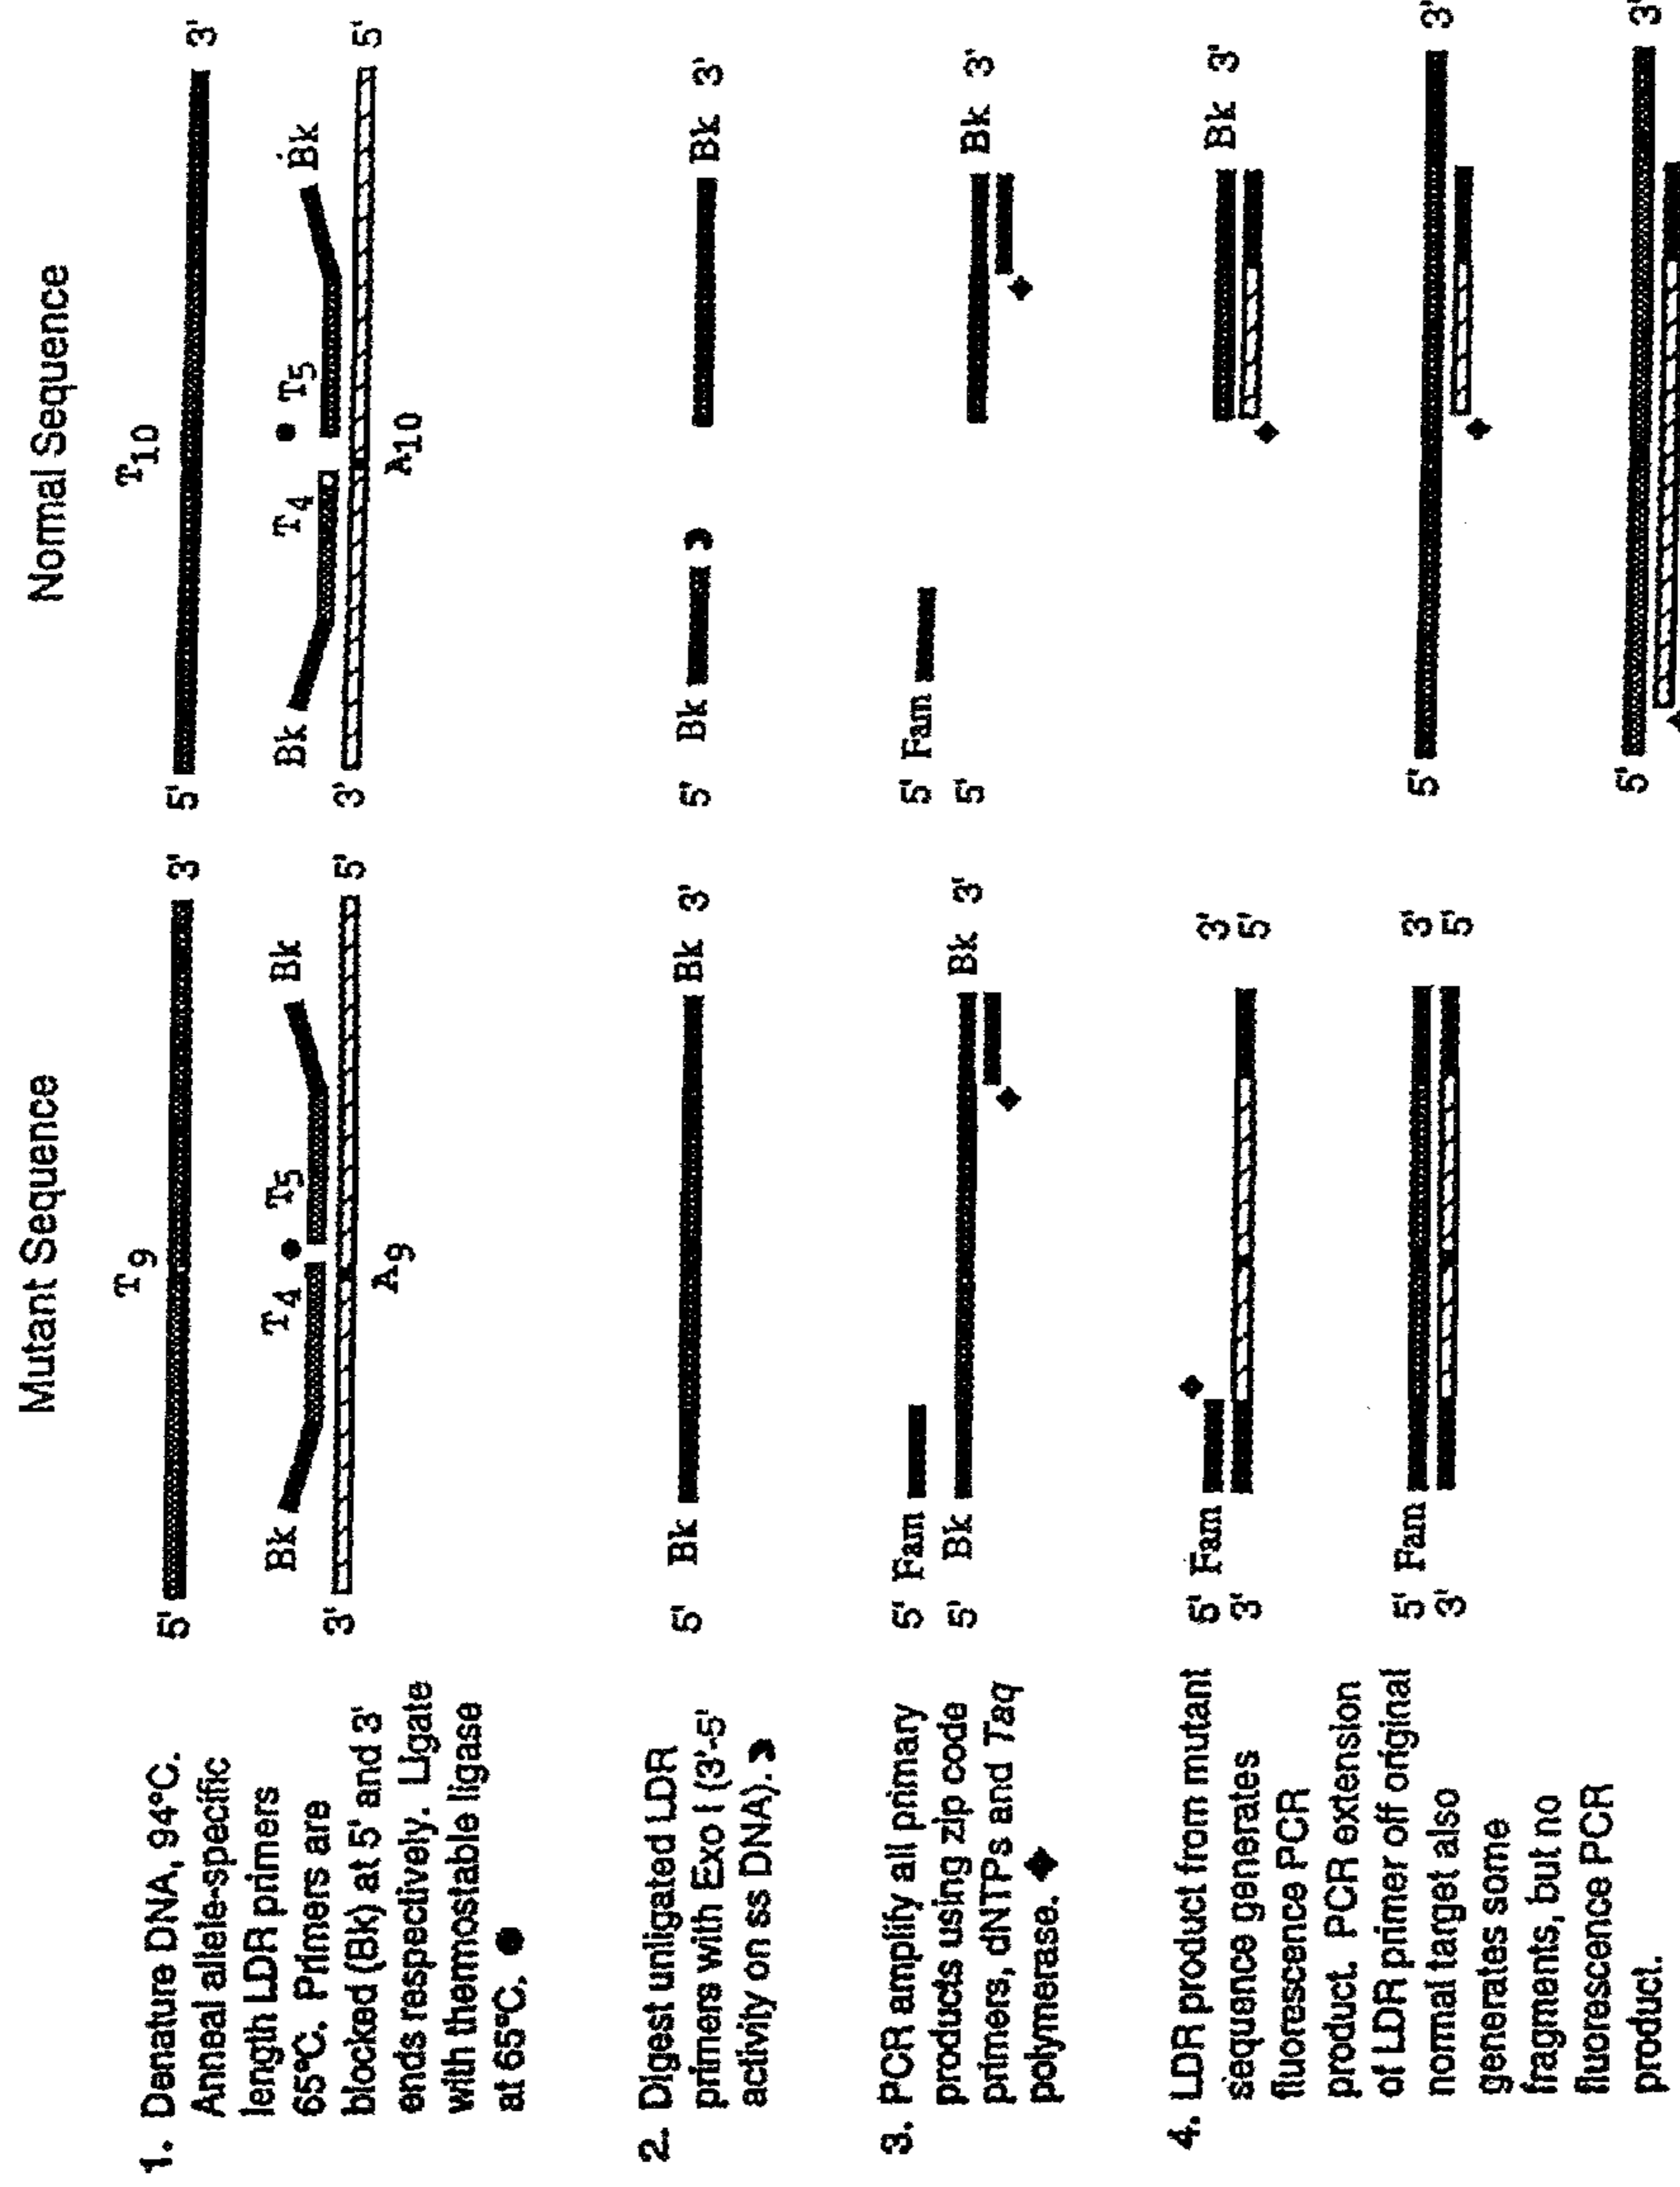 Mutant Sequence
Normal Sequence
1. Denature DNA, 94°C.
Anneal allele-specific
length LDR primers
65°C. Primers are
blocked (Bk) at 5' and 3'
ends respectively. Ligate
with thermostable ligase
at 65°C. ●
5' T9 3'
Bk T4 ● T5 Bk
3' A9 5'
5' T10 3'
Bk T4 ● T5 Bk
3' A10 5'
2. Digest unligated LDR
primers with Exo I (3'-5'
activity on ss DNA).
5' Bk Bk 3'
5' Bk Bk 3'
3. PCR amplify all primary
products using zip code
primers, dNTPs and Taq
polymerase. ◆
5' Fam
5' Bk Bk 3'
5' Fam
5' Bk 3'
4. LDR product from mutant
sequence generates
fluorescence PCR
product. PCR extension
of LDR primer off original
normal target also
generates some
fragments, but no
fluorescence PCR
product.
5' Fam 3'
3' 5'
Bk 3'
5' Fam 3'
3' 5'
5' 3'
5' 3'